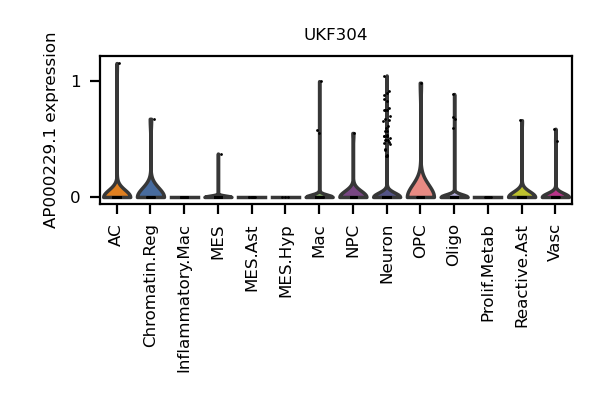 UKF304
AP000229.1 expression
1
0
AC
Chromatin.Reg
Inflammatory.Mac
MES
MES.Ast
MES.Hyp
Mac
NPC
Neuron
OPC
Oligo
Prolif.Metab
Reactive.Ast
Vasc